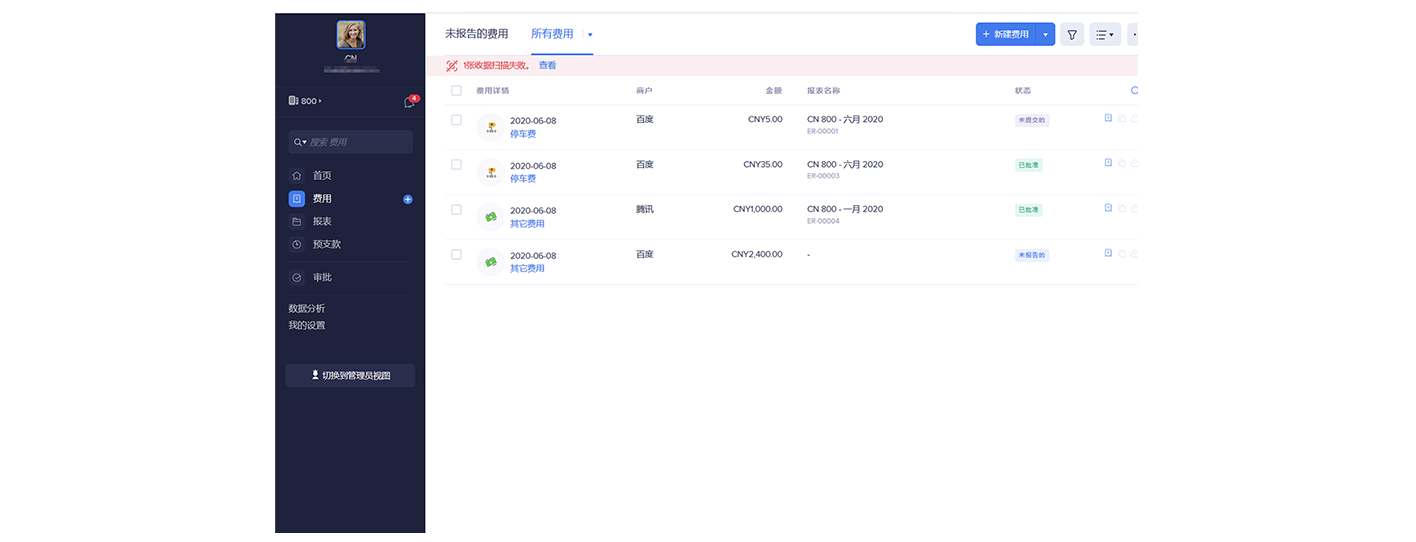 CN
800
4
搜索 费用
首页
费用
报表
预支款
审批
数据分析
我的设置
切换到管理员视图
未报告的费用 所有费用
+ 新建费用
1张收据扫描失败。 查看
费用详情 商户 金额 报表名称 状态
2020-06-08 百度 CNY5.00 CN 800 - 六月 2020 未提交的
停车费 ER-00001
2020-06-08 百度 CNY35.00 CN 800 - 六月 2020 已批准
停车费 ER-00003
2020-06-08 腾讯 CNY1,000.00 CN 800 - 一月 2020 已批准
其它费用 ER-00004
2020-06-08 百度 CNY2,400.00 - 未报告的
其它费用